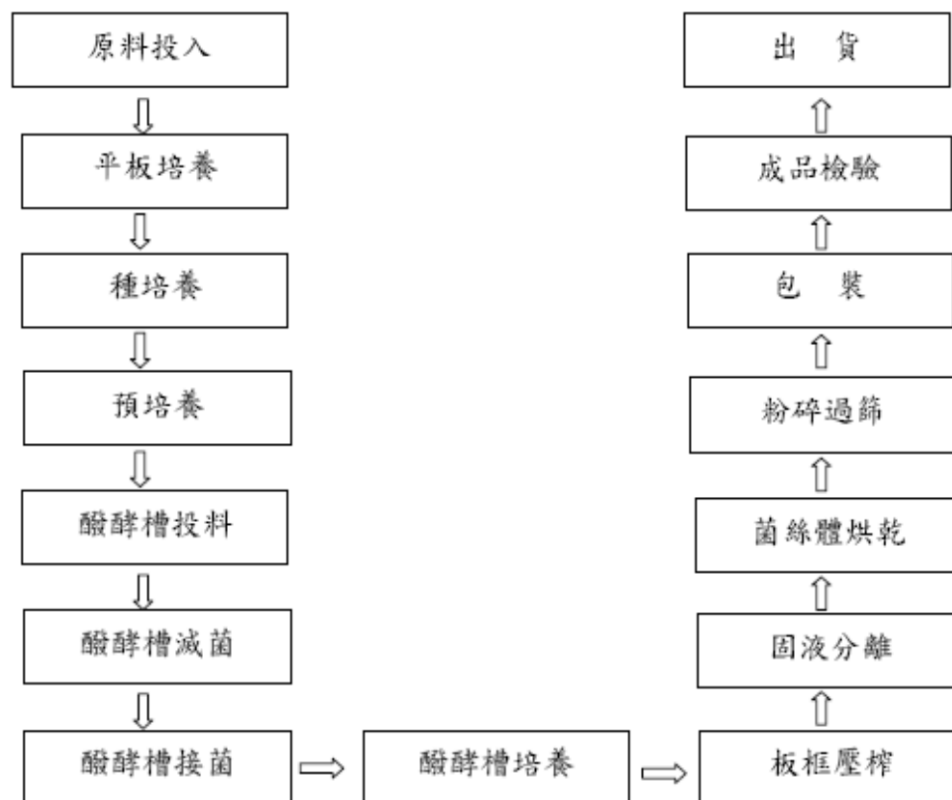 原料投入
平板培養
種培養
預培養
醱酵槽投料
醱酵槽滅菌
醱酵槽接菌
醱酵槽培養
板框壓榨
固液分離
菌絲體烘乾
粉碎過篩
包　裝
成品檢驗
出　貨